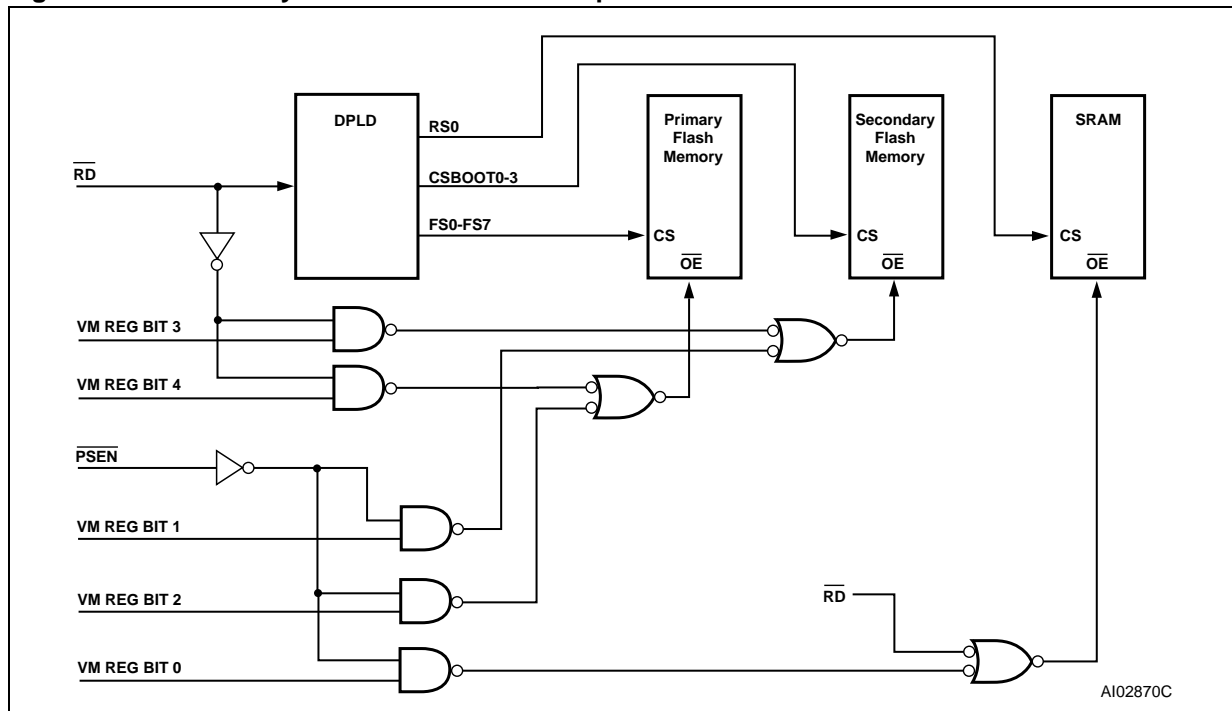 DPLD
RS0
CSBOOT0-3
FS0-FS7
Primary
Flash
Memory
CS
OE
Secondary
Flash
Memory
CS
OE
SRAM
CS
OE
RD
VM REG BIT 3
VM REG BIT 4
PSEN
VM REG BIT 1
VM REG BIT 2
VM REG BIT 0
RD
AI02870C